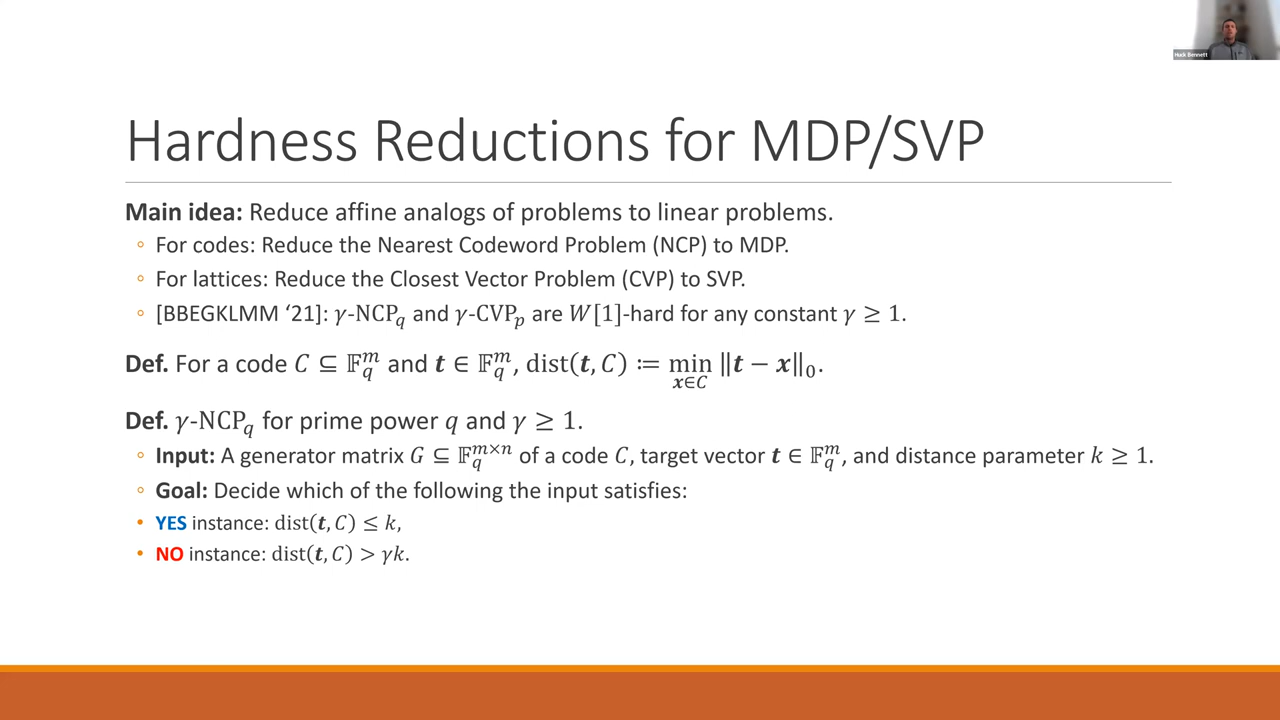 Huck Bennett
Hardness Reductions for MDP/SVP
Main idea: Reduce affine analogs of problems to linear problems.
◦ For codes: Reduce the Nearest Codeword Problem (NCP) to MDP.
◦ For lattices: Reduce the Closest Vector Problem (CVP) to SVP.
◦ [BBEGKLMM ‘21]: γ-NCP_q and γ-CVP_p are W[1]-hard for any constant γ ≥ 1.
Def. For a code C ⊆ 𝔽_q^m and t ∈ 𝔽_q^m, dist(t, C) ≔ min_{x∈C} ‖t − x‖_0.
Def. γ-NCP_q for prime power q and γ ≥ 1.
◦ Input: A generator matrix G ⊆ 𝔽_q^{m×n} of a code C, target vector t ∈ 𝔽_q^m, and distance parameter k ≥ 1.
◦ Goal: Decide which of the following the input satisfies:
• YES instance: dist(t, C) ≤ k,
• NO instance: dist(t, C) > γk.